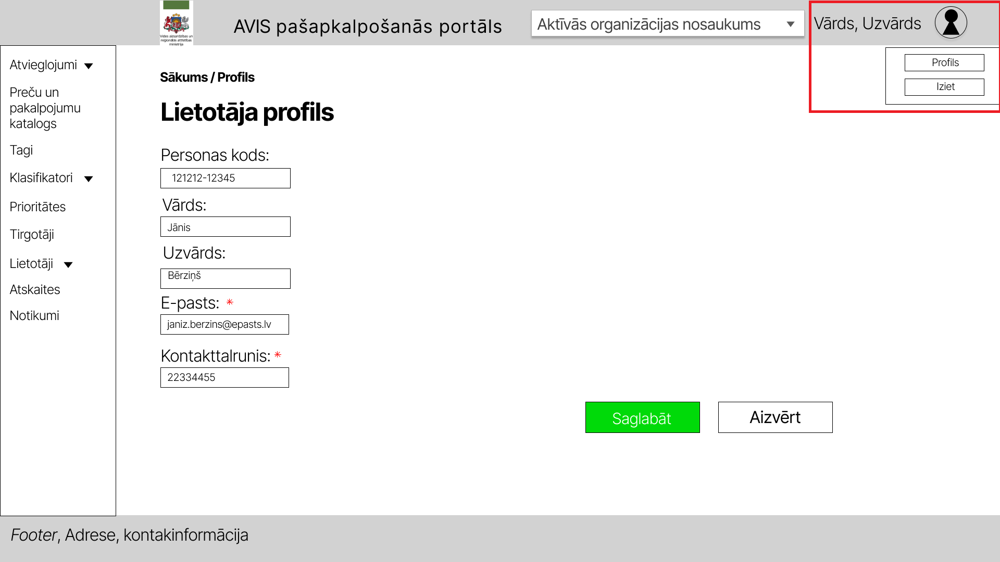 Vides aizsardzības un
reģionālās attīstības
ministrija
AVIS pašapkalpošanās portāls
Aktīvās organizācijas nosaukums
Vārds, Uzvārds
Profils
Iziet
Atvieglojumi
Preču un
pakalpojumu
katalogs
Tagi
Klasifikatori
Prioritātes
Tirgotāji
Lietotāji
Atskaites
Notikumi
Sākums / Profils
Lietotāja profils
Personas kods:
121212-12345
Vārds:
Jānis
Uzvārds:
Bērziņš
E-pasts: *
janiz.berzins@epasts.lv
Kontakttalrunis: *
22334455
Saglabāt
Aizvērt
Footer, Adrese, kontakinformācija